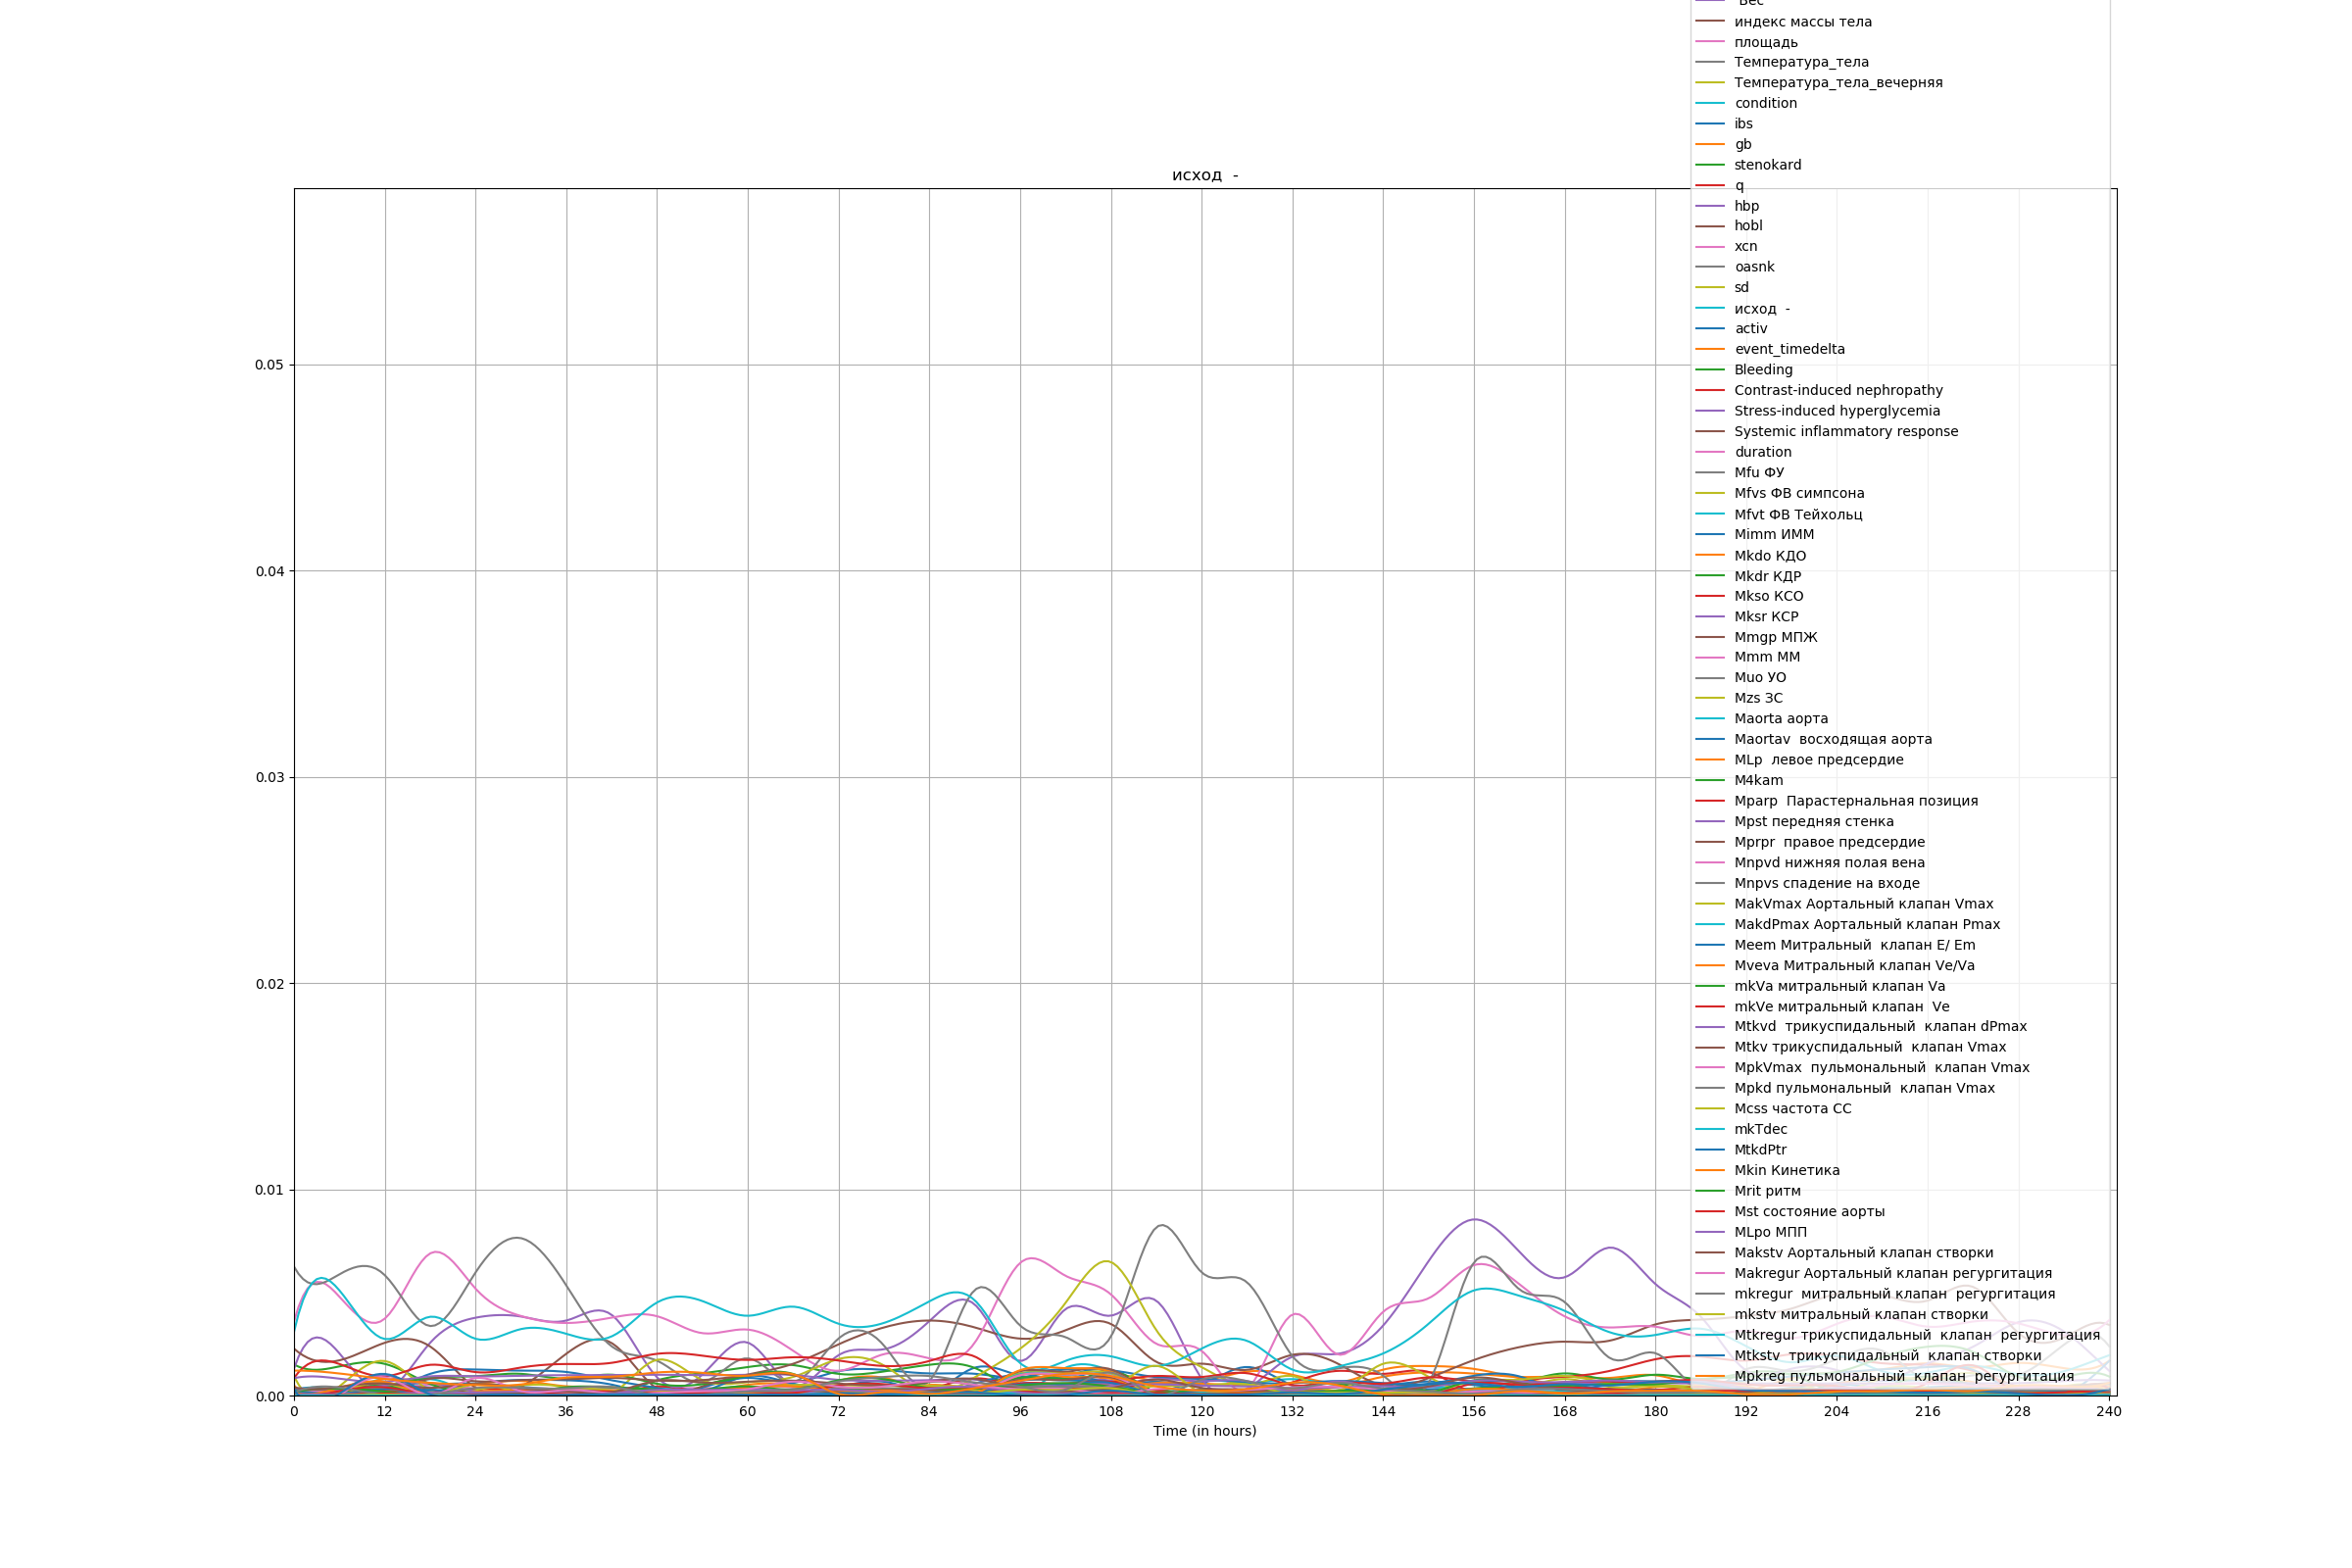 Вес
индекс массы тела
площадь
Температура_тела
Температура_тела_вечерняя
condition
ibs
gb
stenokard
исход  -
q
hbp
hobl
xcn
oasnk
sd
исход  -
activ
event_timedelta
Bleeding
Contrast-induced nephropathy
Stress-induced hyperglycemia
Systemic inflammatory response
duration
Mfu ФУ
Mfvs ФВ симпсона
Mfvt ФВ Тейхольц
Mimm ИММ
Mkdo КДО
Mkdr КДР
Mkso КСО
Mksr КСР
Mmgp МПЖ
Mmm ММ
Muo УО
Mzs ЗС
Maorta аорта
Maortav  восходящая аорта
MLp  левое предсердие
M4kam
Mparp  Парастернальная позиция
Mpst передняя стенка
Mprpr  правое предсердие
Mnpvd нижняя полая вена
Mnpvs спадение на входе
MakVmax Аортальный клапан Vmax
MakdPmax Аортальный клапан Pmax
Meem Митральный  клапан E/ Em
Mveva Митральный клапан Ve/Va
mkVa митральный клапан Va
mkVe митральный клапан  Ve
Mtkvd  трикуспидальный  клапан dPmax
Mtkv трикуспидальный  клапан Vmax
MpkVmax  пульмональный  клапан Vmax
Mpkd пульмональный  клапан Vmax
Mcss частота СС
mkTdec
MtkdPtr
Mkin Кинетика
Mrit ритм
Mst состояние аорты
MLpo МПП
Makstv Аортальный клапан створки
Makregur Аортальный клапан регургитация
mkregur  митральный клапан  регургитация
mkstv митральный клапан створки
Mtkregur трикуспидальный  клапан  регургитация
Mtkstv  трикуспидальный  клапан створки
Mpkreg пульмональный  клапан  регургитация
0.05
0.04
0.03
0.02
0.01
0.00
0 12 24 36 48 60 72 84 96 108 120 132 144 156 168 180 192 204 216 228 240
Time (in hours)